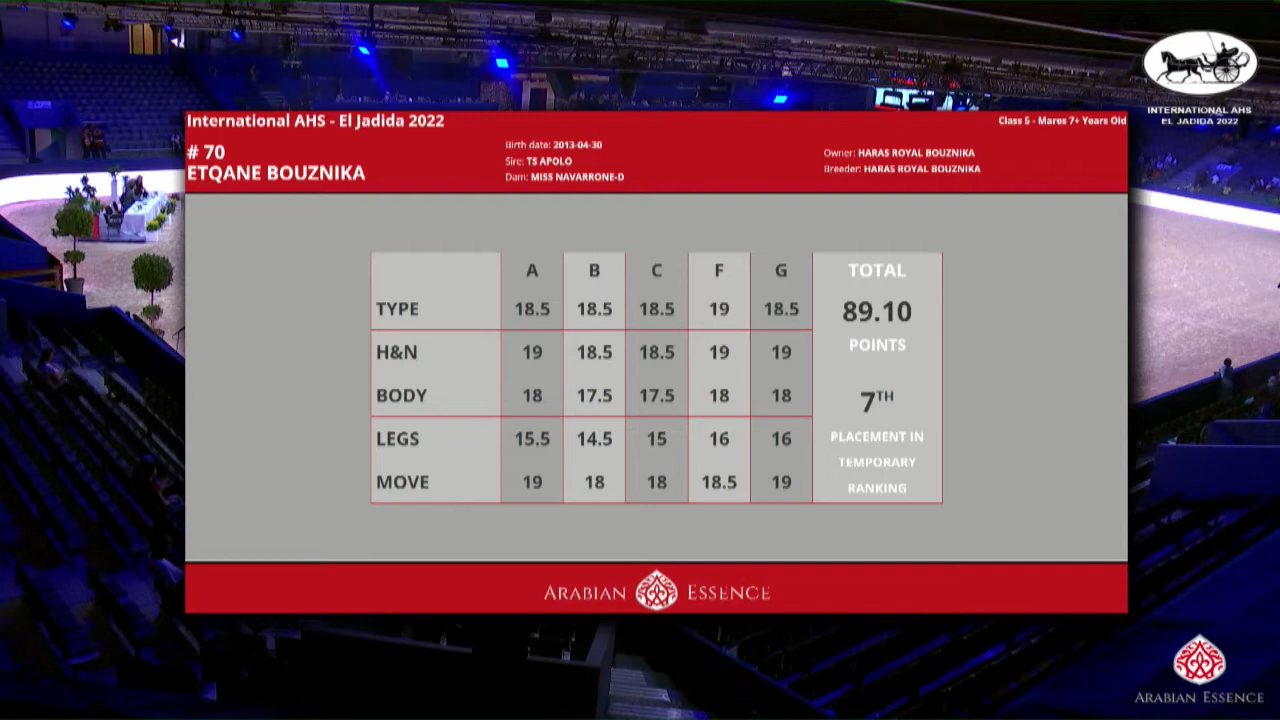 INTERNATIONAL AHS
EL JADIDA 2022
International AHS - El Jadida 2022
Class 5 - Mares 7+ Years Old
# 70
ETQANE BOUZNIKA
Birth date: 2013-04-30
Sire: TS APOLO
Dam: MISS NAVARRONE-D
Owner: HARAS ROYAL BOUZNIKA
Breeder: HARAS ROYAL BOUZNIKA
A B C F G TOTAL
TYPE 18.5 18.5 18.5 19 18.5 89.10
POINTS
H&N 19 18.5 18.5 19 19
BODY 18 17.5 17.5 18 18 7TH
LEGS 15.5 14.5 15 16 16 PLACEMENT IN
TEMPORARY
MOVE 19 18 18 18.5 19 RANKING
ARABIAN ESSENCE
ARABIAN ESSENCE